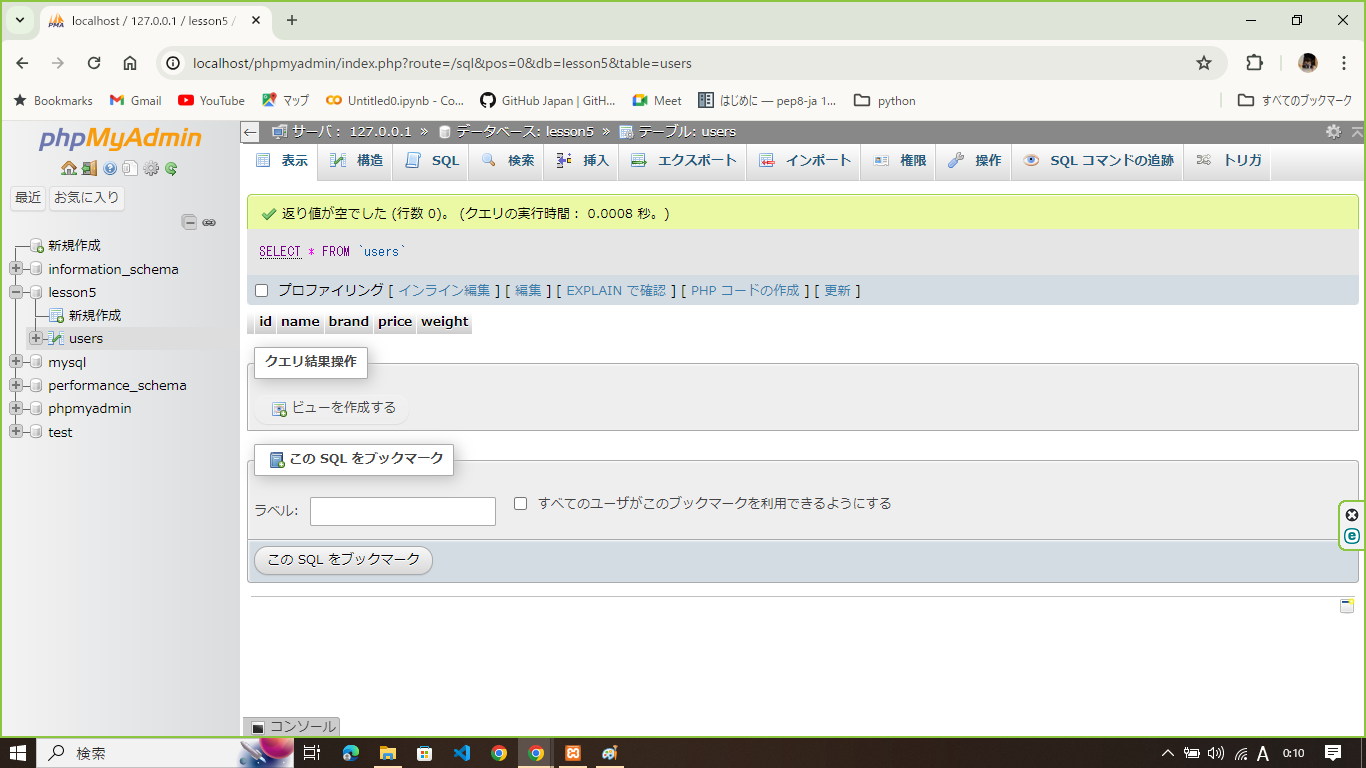 localhost / 127.0.0.1 / lesson5 /
localhost/phpmyadmin/index.php?route=/sql&pos=0&db=lesson5&table=users
Bookmarks Gmail YouTube マップ Untitled0.ipynb - Co... GitHub Japan | GitH... Meet はじめに — pep8-ja 1... python すべてのブックマーク
phpMyAdmin
最近 お気に入り
新規作成
information_schema
lesson5
新規作成
users
mysql
performance_schema
phpmyadmin
test
サーバ: 127.0.0.1 » データベース: lesson5 » テーブル: users
表示 構造 SQL 検索 挿入 エクスポート インポート 権限 操作 SQL コマンドの追跡 トリガ
返り値が空でした (行数 0)。 (クエリの実行時間: 0.0008 秒。)
SELECT * FROM `users`
プロファイリング [ インライン編集 ] [ 編集 ] [ EXPLAIN で確認 ] [ PHP コードの作成 ] [ 更新 ]
id name brand price weight
クエリ結果操作
ビューを作成する
この SQL をブックマーク
ラベル: すべてのユーザがこのブックマークを利用できるようにする
この SQL をブックマーク
コンソール
検索 A 0:10